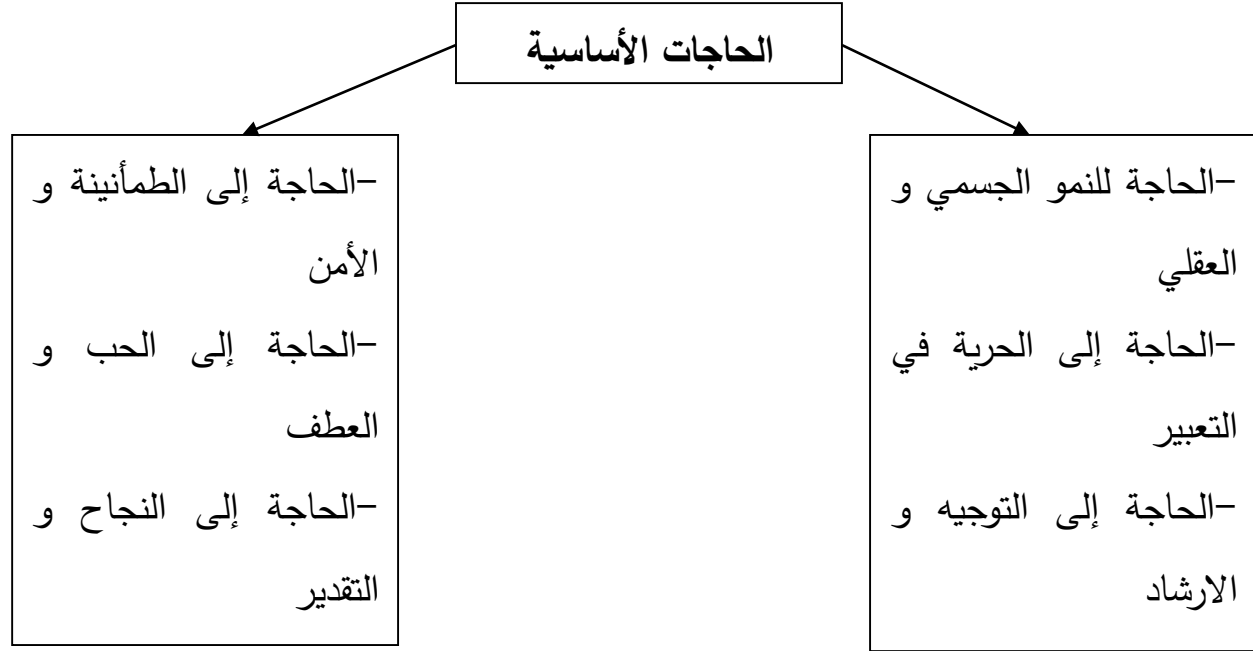 الحاجات الأساسية
-الحاجة للنمو الجسمي و
العقلي
-الحاجة إلى الحرية في
التعبير
-الحاجة إلى التوجيه و
الارشاد
-الحاجة إلى الطمأنينة و
الأمن
-الحاجة إلى الحب و
العطف
-الحاجة إلى النجاح و
التقدير